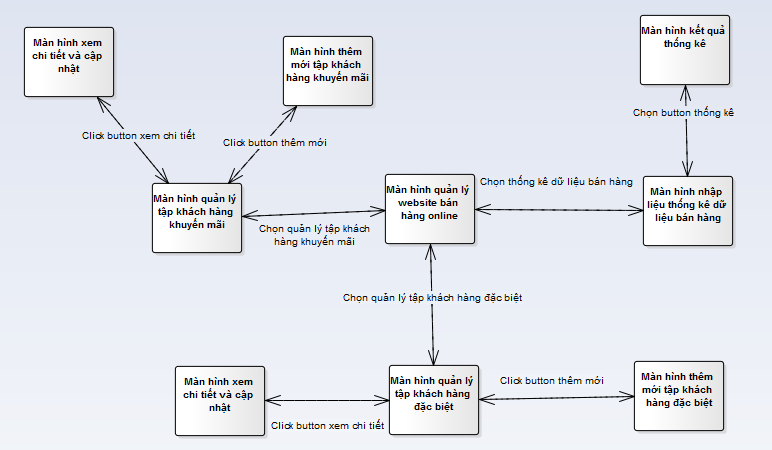 Màn hình xem
chi tiết và cập
nhật
Màn hình thêm
mới tập khách
hàng khuyến mãi
Màn hình kết quả
thống kê
Click button xem chi tiết
Click button thêm mới
Chọn button thống kê
Màn hình quản lý
tập khách hàng
khuyến mãi
Màn hình quản lý
website bán
hàng online
Chọn thống kê dữ liệu bán hàng
Màn hình nhập
liệu thống kê dữ
liệu bán hàng
Chọn quản lý tập khách
hàng khuyến mãi
Chọn quản lý tập khách hàng đặc biệt
Màn hình xem
chi tiết và cập
nhật
Click button xem chi tiết
Màn hình quản lý
tập khách hàng
đặc biệt
Click button thêm mới
Màn hình thêm
mới tập khách
hàng đặc biệt